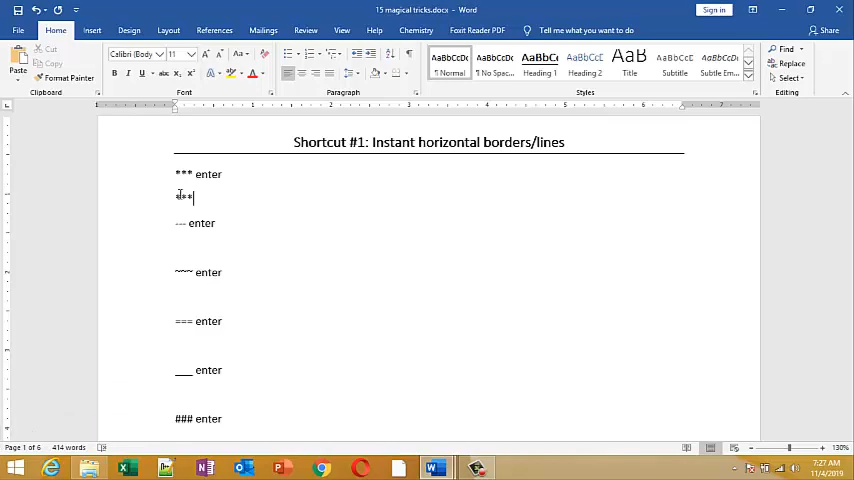 15 magical tricks.docx - Word
Sign in
File Home Insert Design Layout References Mailings Review View Help Chemistry Foxit Reader PDF Tell me what you want to do Share
Paste
Cut
Copy
Format Painter
Clipboard
Calibri (Body) 11
Font
Paragraph
AaBbCcDc AaBbCcDc AaBbCc AaBbCcC AaB AaBbCcC AaBbCcDc
¶ Normal ¶ No Spac... Heading 1 Heading 2 Title Subtitle Subtle Em...
Styles
Find
Replace
Select
Editing
Shortcut #1: Instant horizontal borders/lines
*** enter
***
--- enter
~~~ enter
=== enter
___ enter
### enter
Page 1 of 6 414 words
130%
7:27 AM
11/4/2019